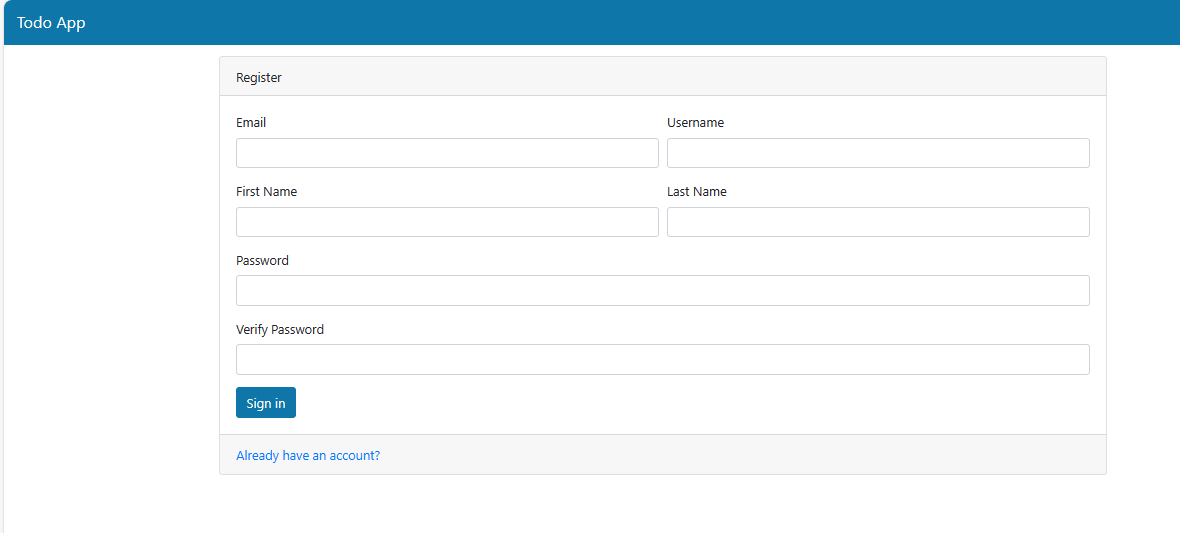 Todo App
Register
Email Username
First Name Last Name
Password
Verify Password
Sign in
Already have an account?